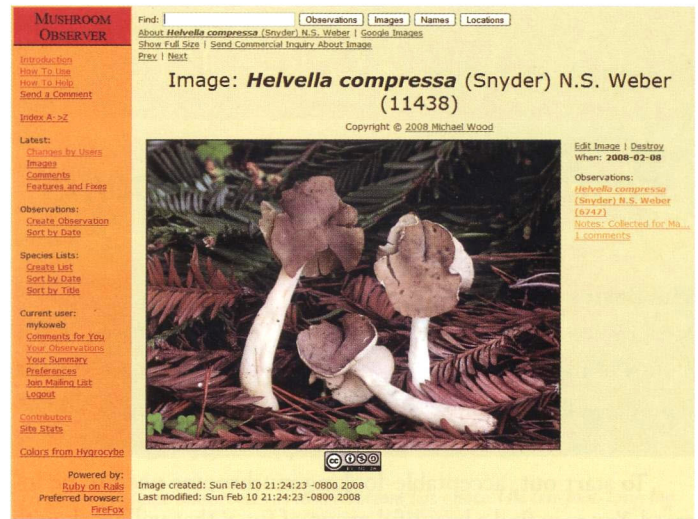 MUSHROOM
OBSERVER
Introduction
How To Use
How To Help
Send a Comment
Index A->Z
Latest:
Changes by Users
Images
Comments
Features and Fixes
Observations:
Create Observation
Sort by Date
Species Lists:
Create List
Sort by Date
Sort by Title
Current user:
mykoweb
Comments for You
Your Observations
Your Summary
Preferences
Join Mailing List
Logout
Contributors
Site Stats
Colors from Hygrocybe
Powered by:
Ruby on Rails
Preferred browser:
FireFox
Find: Observations Images Names Locations
About Helvella compressa (Snyder) N.S. Weber | Google Images
Show Full Size | Send Commercial Inquiry About Image
Prev | Next
Image: Helvella compressa (Snyder) N.S. Weber
(11438)
Copyright © 2008 Michael Wood
Edit Image | Destroy
When: 2008-02-08
Observations:
Helvella compressa
(Snyder) N.S. Weber
(6747)
Notes: Collected for Ma...
1 comments
Image created: Sun Feb 10 21:24:23 -0800 2008
Last modified: Sun Feb 10 21:24:23 -0800 2008